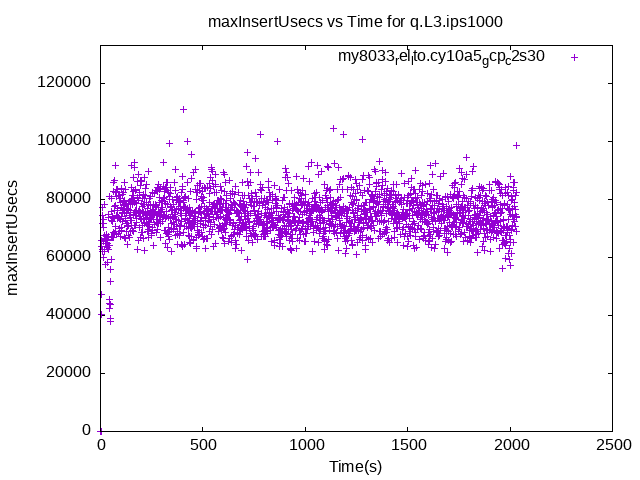 maxInsertUsecs vs Time for q.L3.ips1000
my8033relito.cy10a5gcpc2s30
120000
100000
80000
60000
40000
20000
0
maxInsertUsecs
0 500 1000 1500 2000 2500
Time(s)